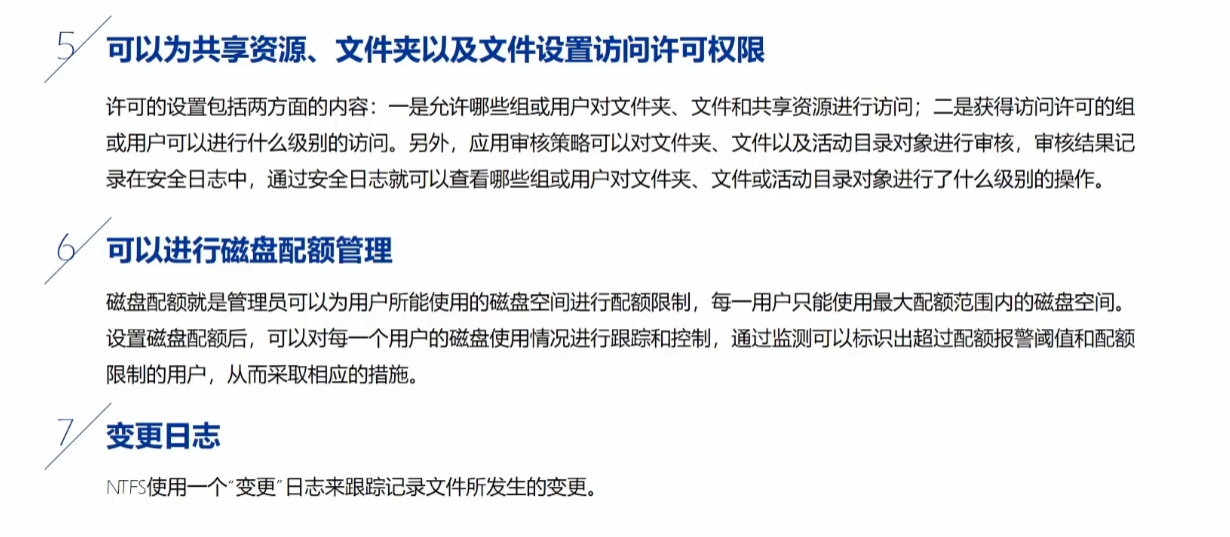 5 可以为共享资源、文件夹以及文件设置访问许可权限
许可的设置包括两方面的内容：一是允许哪些组或用户对文件夹、文件和共享资源进行访问；二是获得访问许可的组
或用户可以进行什么级别的访问。另外，应用审核策略可以对文件夹、文件以及活动目录对象进行审核，审核结果记
录在安全日志中，通过安全日志就可以查看哪些组或用户对文件夹、文件或活动目录对象进行了什么级别的操作。
6 可以进行磁盘配额管理
磁盘配额就是管理员可以为用户所能使用的磁盘空间进行配额限制，每一用户只能使用最大配额范围内的磁盘空间。
设置磁盘配额后，可以对每一个用户的磁盘使用情况进行跟踪和控制，通过监测可以标识出超过配额报警阈值和配额
限制的用户，从而采取相应的措施。
7 变更日志
NTFS使用一个“变更”日志来跟踪记录文件所发生的变更。